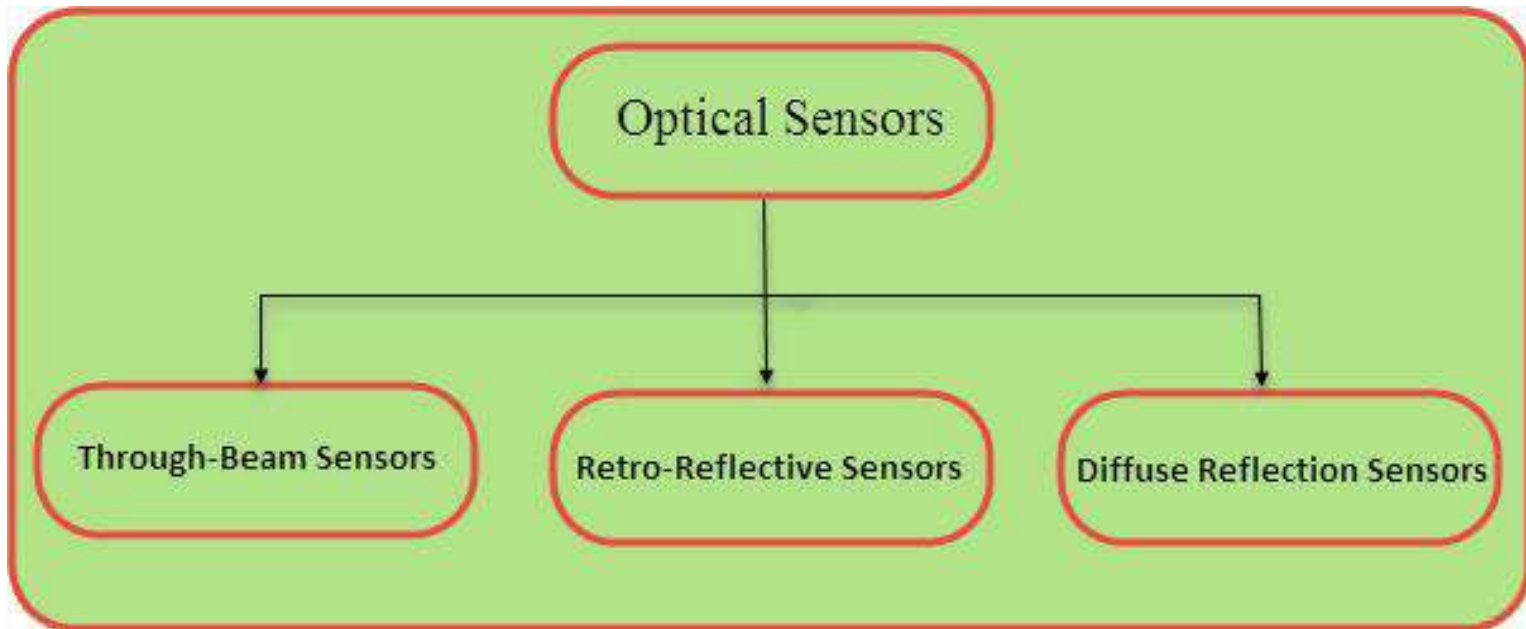 Optical Sensors
Through-Beam Sensors
Retro-Reflective Sensors
Diffuse Reflection Sensors